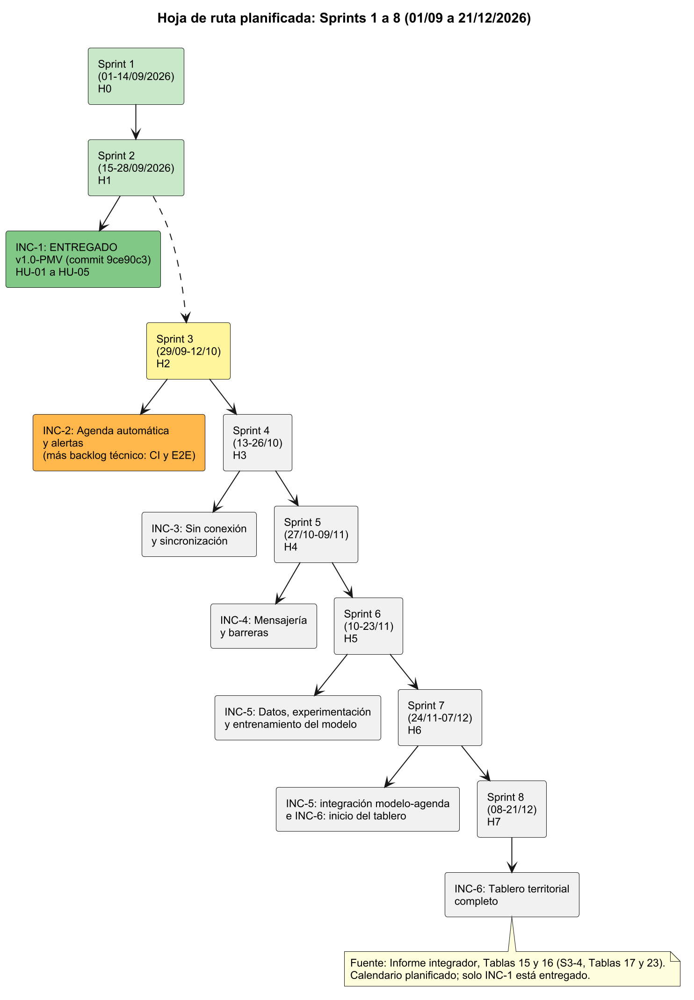 Hoja de ruta planificada: Sprints 1 a 8 (01/09 a 21/12/2026)
Sprint 1
(01-14/09/2026)
H0
Sprint 2
(15-28/09/2026)
H1
INC-1: ENTREGADO
v1.0-PMV (commit 9ce90c3)
HU-01 a HU-05
Sprint 3
(29/09-12/10)
H2
INC-2: Agenda automática
y alertas
(más backlog técnico: CI y E2E)
Sprint 4
(13-26/10)
H3
INC-3: Sin conexión
y sincronización
Sprint 5
(27/10-09/11)
H4
INC-4: Mensajería
y barreras
Sprint 6
(10-23/11)
H5
INC-5: Datos, experimentación
y entrenamiento del modelo
Sprint 7
(24/11-07/12)
H6
INC-5: integración modelo-agenda
e INC-6: inicio del tablero
Sprint 8
(08-21/12)
H7
INC-6: Tablero territorial
completo
Fuente: Informe integrador, Tablas 15 y 16 (S3-4, Tablas 17 y 23).
Calendario planificado; solo INC-1 está entregado.